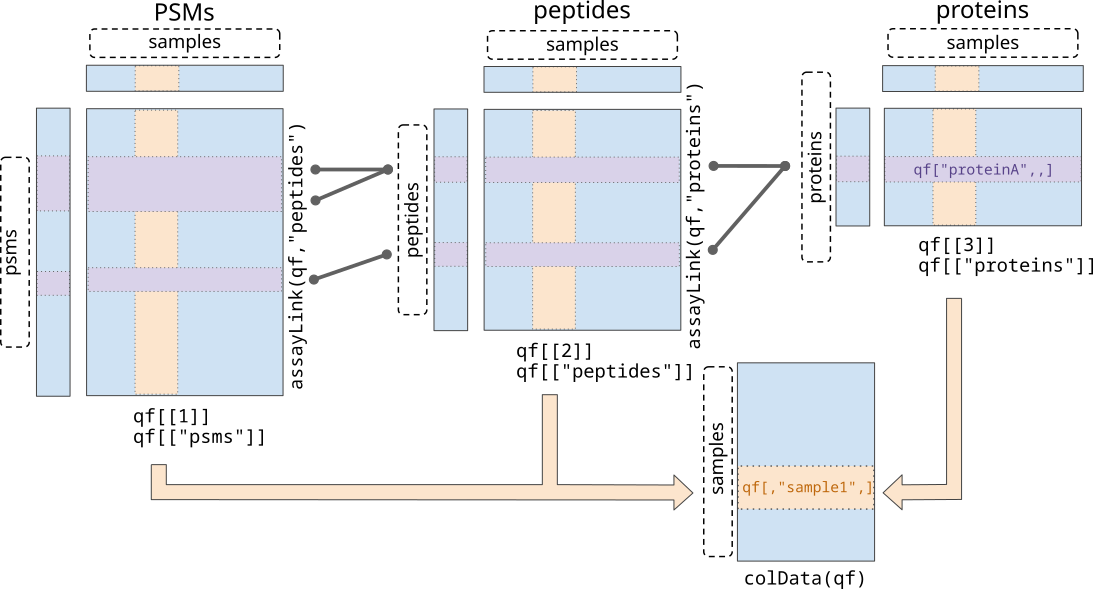 PSMs
peptides
proteins
samples
samples
samples
psms
assayLink(qf,"peptides")
peptides
assayLink(qf,"proteins")
proteins
qf["proteinA",,]
qf[[1]]
qf[["psms"]]
qf[[2]]
qf[["peptides"]]
qf[[3]]
qf[["proteins"]]
samples
qf[,"sample1",]
colData(qf)